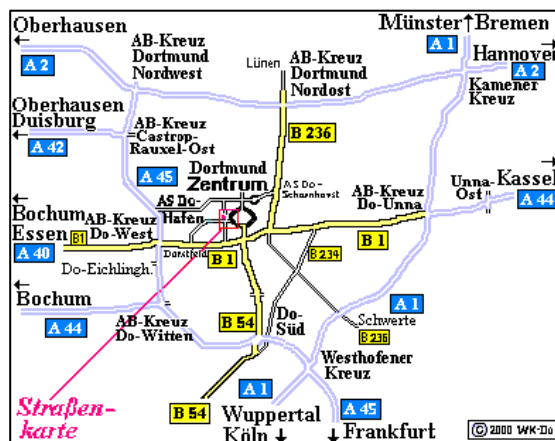 Oberhausen
A 2
AB-Kreuz
Dortmund
Nordwest
Lünen
AB-Kreuz
Dortmund
Nordost
Münster Bremen
A 1
Hannover
A 2
Kamener
Kreuz
Oberhausen
Duisburg
A 42
AB-Kreuz
Castrop-
Rauxel-Ost
B 236
A 45
Dortmund
Zentrum
AS Do-
Hafen
AS Do-
Scharnhorst
AB-Kreuz
Do-Unna
Unna-
Ost
Kassel
A 44
Bochum
Essen
B1
A 40
AB-Kreuz
Do-West
Dorstfeld
B 1
B 234
B 1
Do-Eichlingh.
Bochum
A 44
AB-Kreuz
Do-Witten
B 54
Do-
Süd
A 1
Schwerte
B 236
Westhofener
Kreuz
Straßen-
karte
B 54
A 1
Wuppertal
Köln
A 45
Frankfurt
© 2000 WK-Do